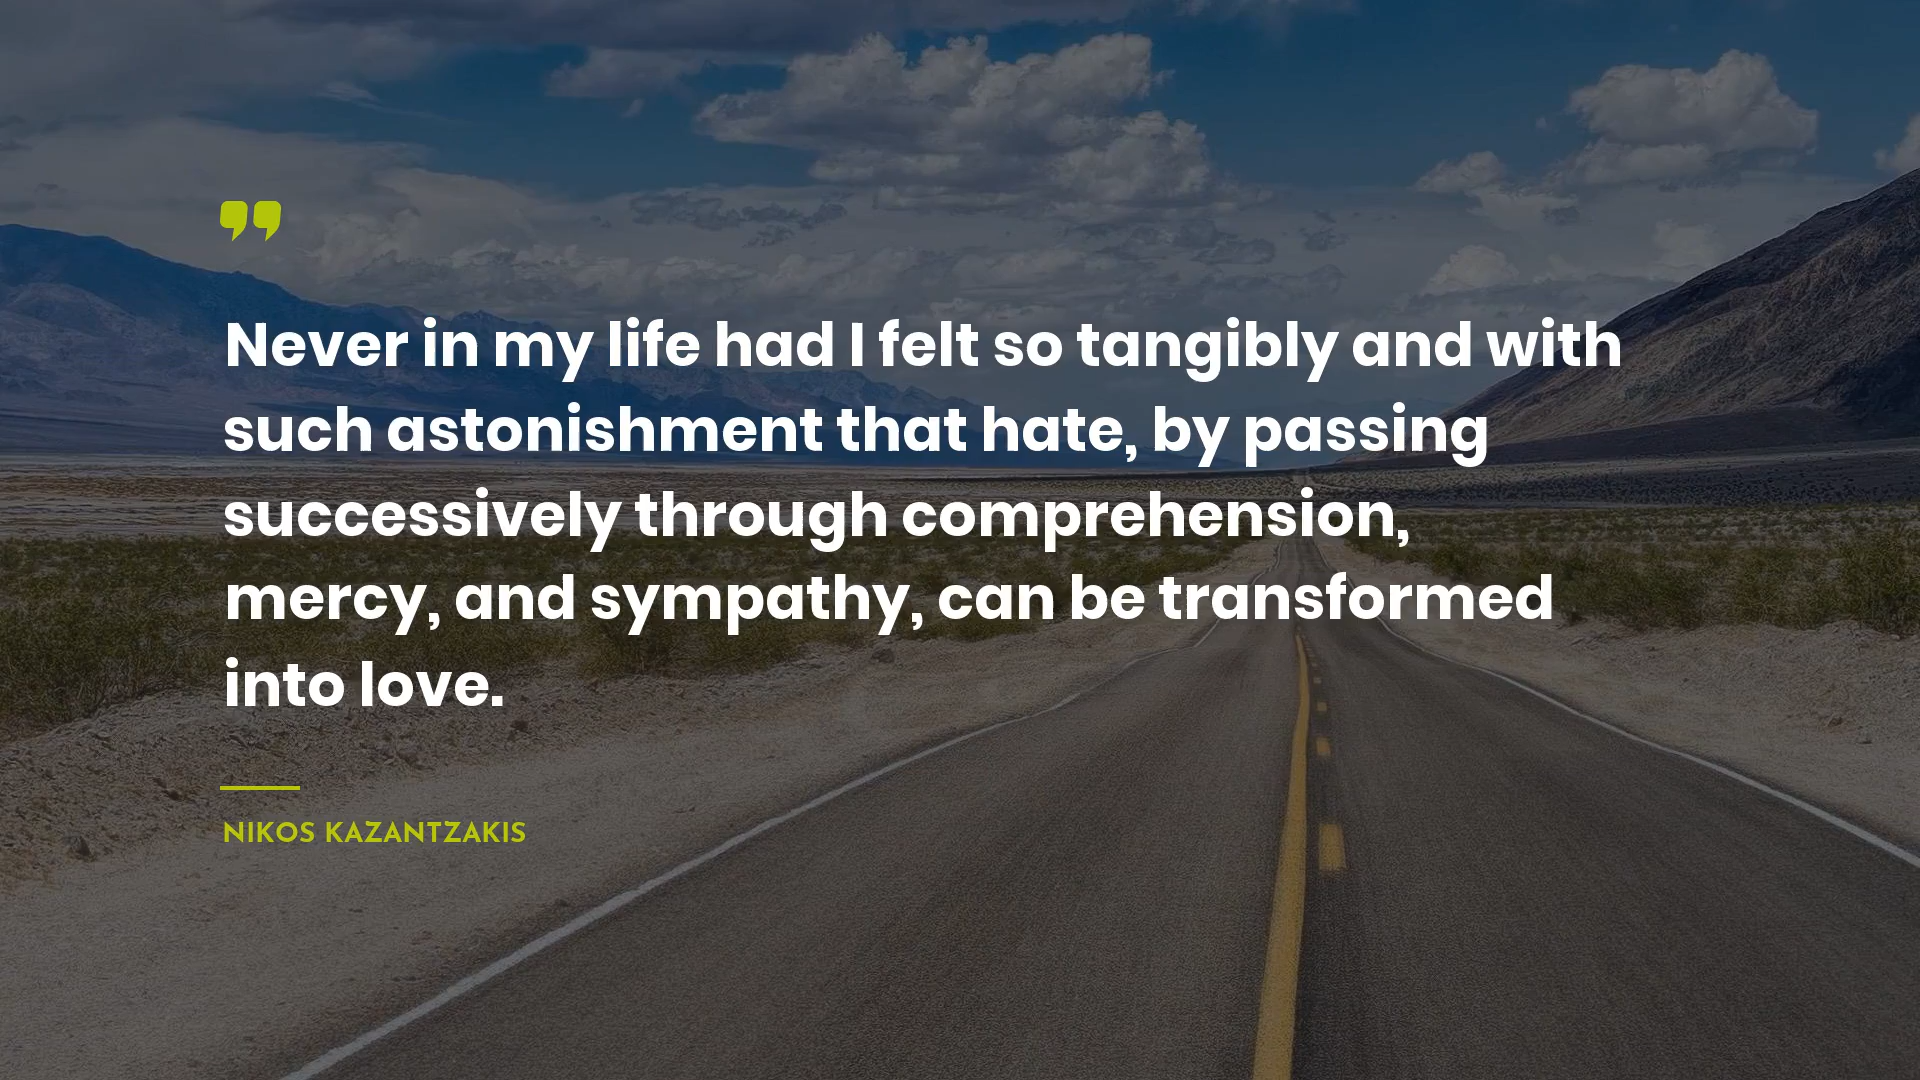 Never in my life had I felt so tangibly and with
such astonishment that hate, by passing
successively through comprehension,
mercy, and sympathy, can be transformed
into love.
NIKOS KAZANTZAKIS